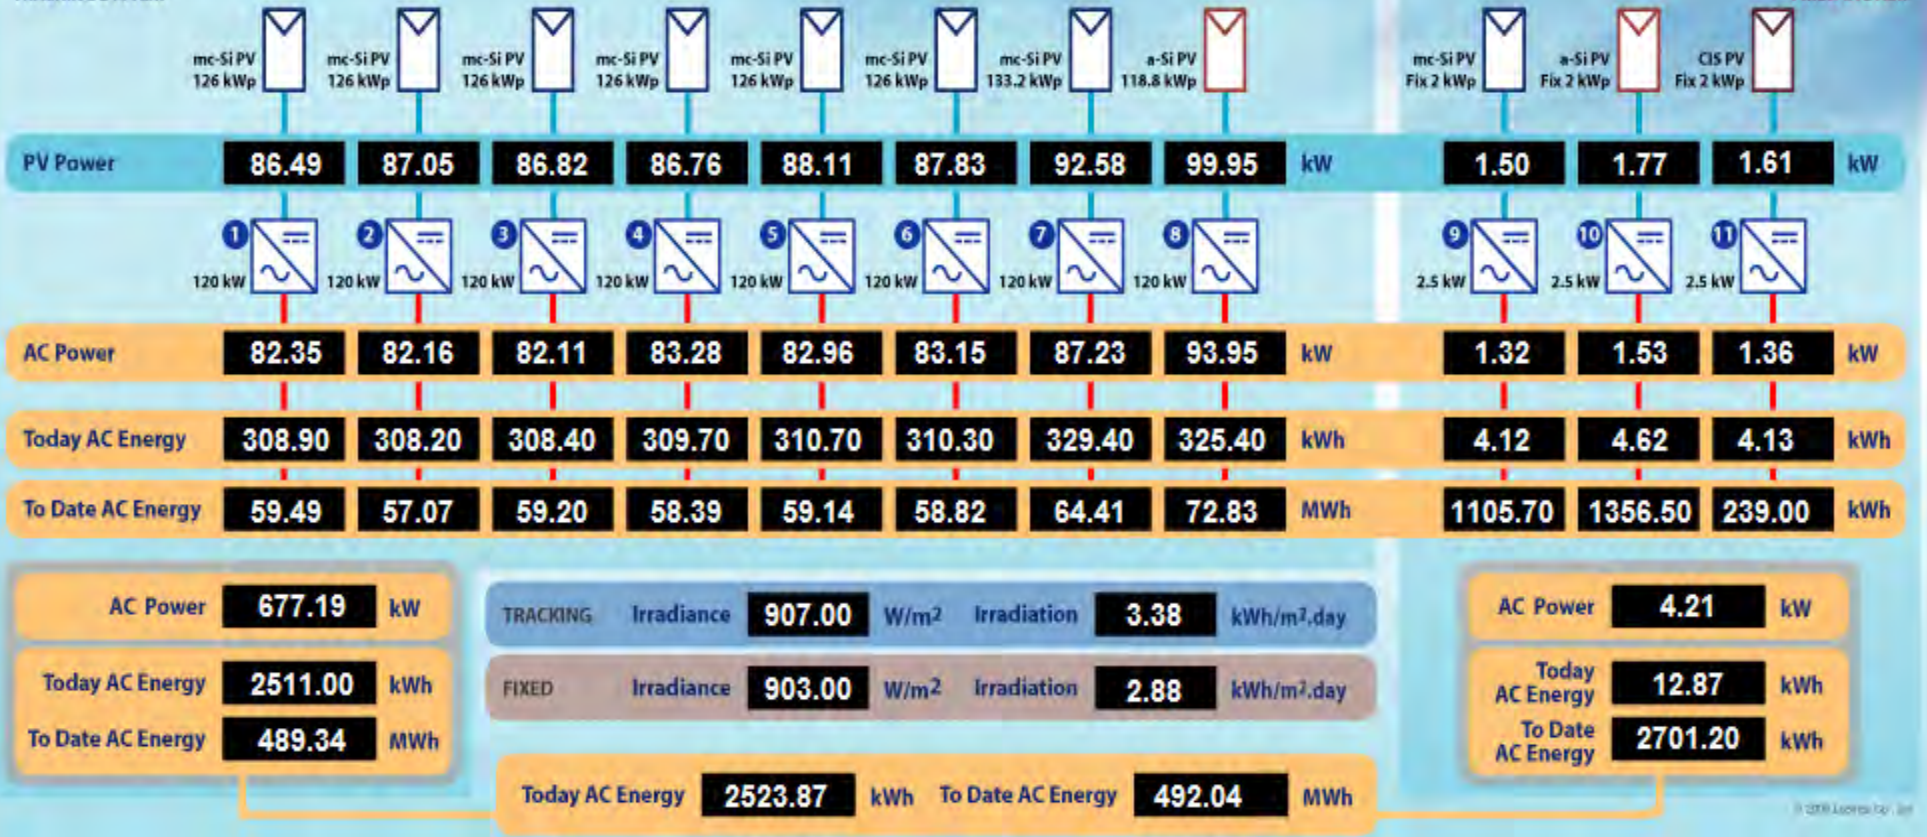 mc-Si PV
126 kWp
mc-Si PV
126 kWp
mc-Si PV
126 kWp
mc-Si PV
126 kWp
mc-Si PV
126 kWp
mc-Si PV
126 kWp
mc-Si PV
133.2 kWp
a-Si PV
118.8 kWp
mc-Si PV
Fix 2 kWp
a-Si PV
Fix 2 kWp
CIS PV
Fix 2 kWp
PV Power 86.49 87.05 86.82 86.76 88.11 87.83 92.58 99.95 kW 1.50 1.77 1.61 kW
1 2 3 4 5 6 7 8 9 10 11
120 kW 120 kW 120 kW 120 kW 120 kW 120 kW 120 kW 120 kW 2.5 kW 2.5 kW 2.5 kW
AC Power 82.35 82.16 82.11 83.28 82.96 83.15 87.23 93.95 kW 1.32 1.53 1.36 kW
Today AC Energy 308.90 308.20 308.40 309.70 310.70 310.30 329.40 325.40 kWh 4.12 4.62 4.13 kWh
To Date AC Energy 59.49 57.07 59.20 58.39 59.14 58.82 64.41 72.83 MWh 1105.70 1356.50 239.00 kWh
AC Power 677.19 kW
Today AC Energy 2511.00 kWh
To Date AC Energy 489.34 MWh
TRACKING Irradiance 907.00 W/m2 Irradiation 3.38 kWh/m².day
FIXED Irradiance 903.00 W/m2 Irradiation 2.88 kWh/m².day
AC Power 4.21 kW
Today
AC Energy 12.87 kWh
To Date
AC Energy 2701.20 kWh
Today AC Energy 2523.87 kWh To Date AC Energy 492.04 MWh